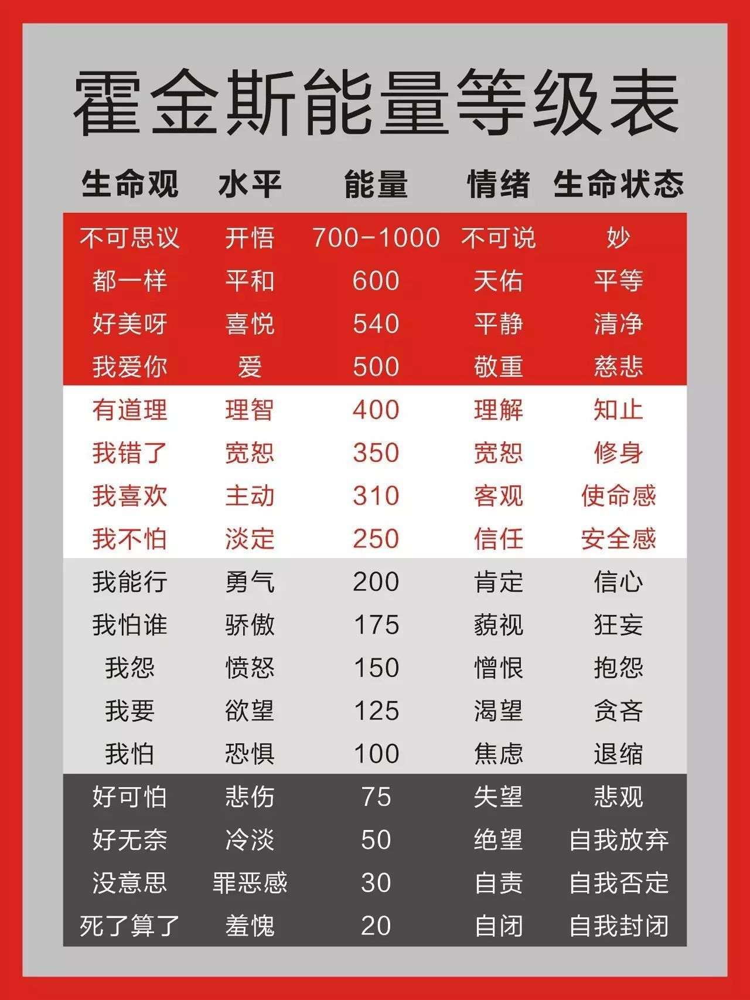 霍金斯能量等级表
生命观 水平 能量 情绪 生命状态
不可思议 开悟 700-1000 不可说 妙
都一样 平和 600 天佑 平等
好美呀 喜悦 540 平静 清净
我爱你 爱 500 敬重 慈悲
有道理 理智 400 理解 知止
我错了 宽恕 350 宽恕 修身
我喜欢 主动 310 客观 使命感
我不怕 淡定 250 信任 安全感
我能行 勇气 200 肯定 信心
我怕谁 骄傲 175 藐视 狂妄
我怨 愤怒 150 憎恨 抱怨
我要 欲望 125 渴望 贪吝
我怕 恐惧 100 焦虑 退缩
好可怕 悲伤 75 失望 悲观
好无奈 冷淡 50 绝望 自我放弃
没意思 罪恶感 30 自责 自我否定
死了算了 羞愧 20 自闭 自我封闭